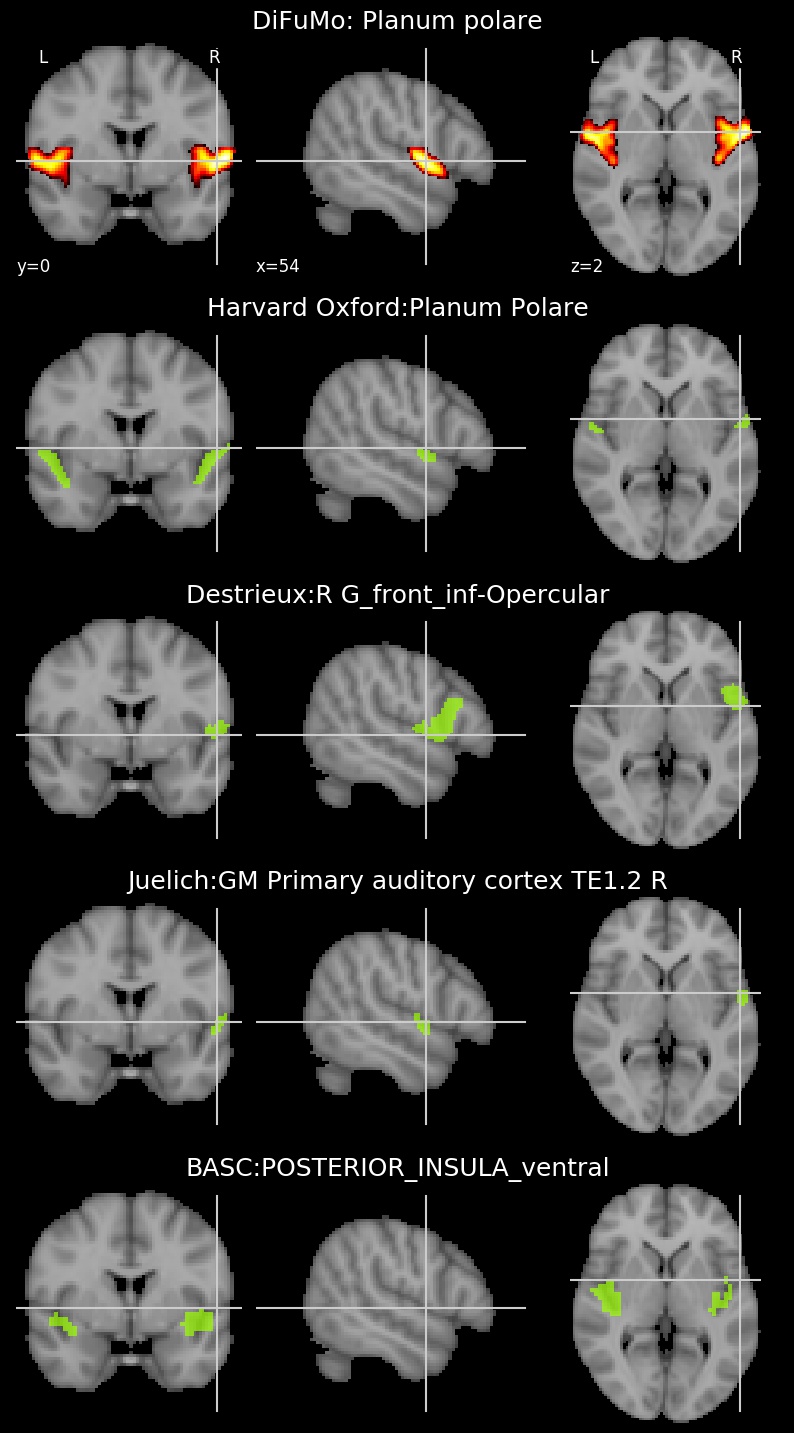 DiFuMo: Planum polare
L R L R
y=0 x=54 z=2
Harvard Oxford:Planum Polare
Destrieux:R G_front_inf-Opercular
Juelich:GM Primary auditory cortex TE1.2 R
BASC:POSTERIOR_INSULA_ventral